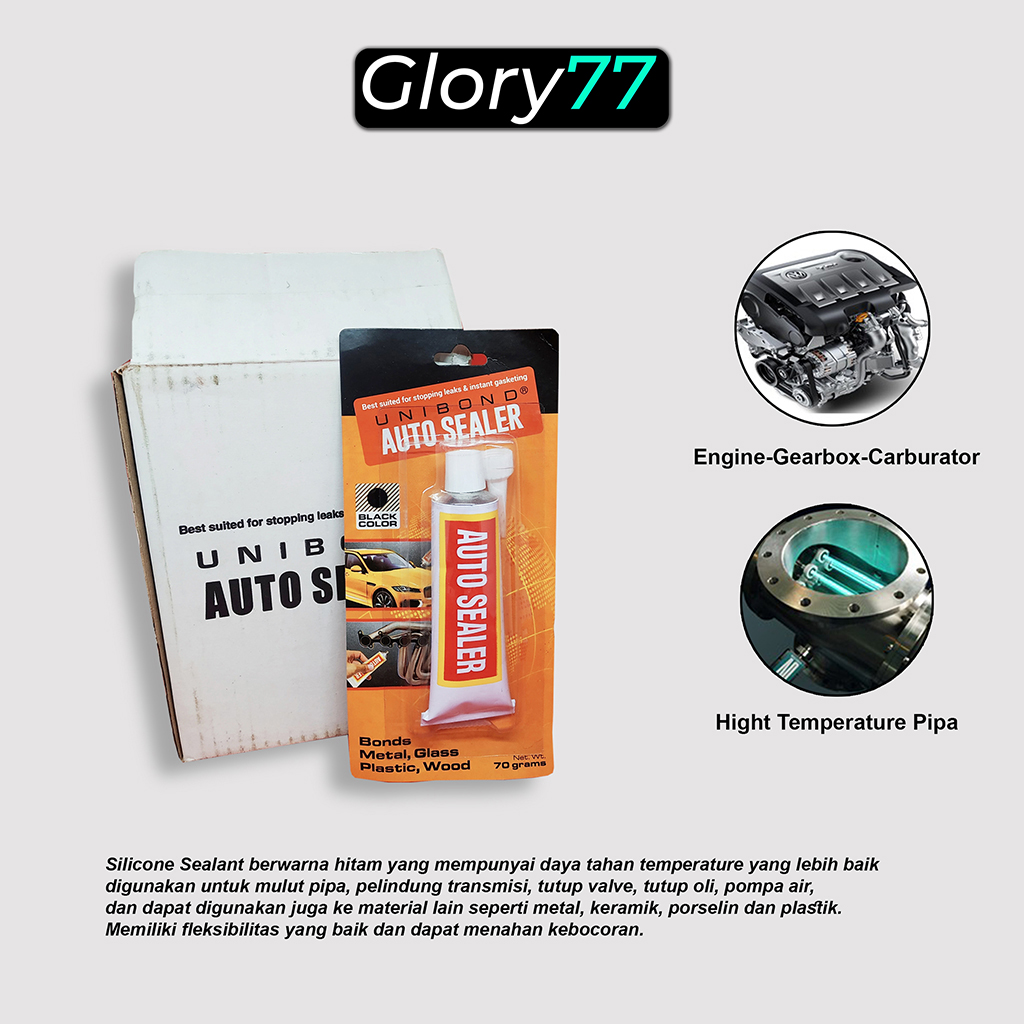 Glory77
Best suited for stopping leaks
UNIB
AUTO SE
Best suited for stopping leaks & instant gasketing
UNIBOND®
AUTO SEALER
BLACK
COLOR
AUTO SEALER
Bonds
Metal, Glass
Plastic, Wood
Net. Wt.
70 grams
Engine-Gearbox-Carburator
Hight Temperature Pipa
Silicone Sealant berwarna hitam yang mempunyai daya tahan temperature yang lebih baik
digunakan untuk mulut pipa, pelindung transmisi, tutup valve, tutup oli, pompa air,
dan dapat digunakan juga ke material lain seperti metal, keramik, porselin dan plastik.
Memiliki fleksibilitas yang baik dan dapat menahan kebocoran.